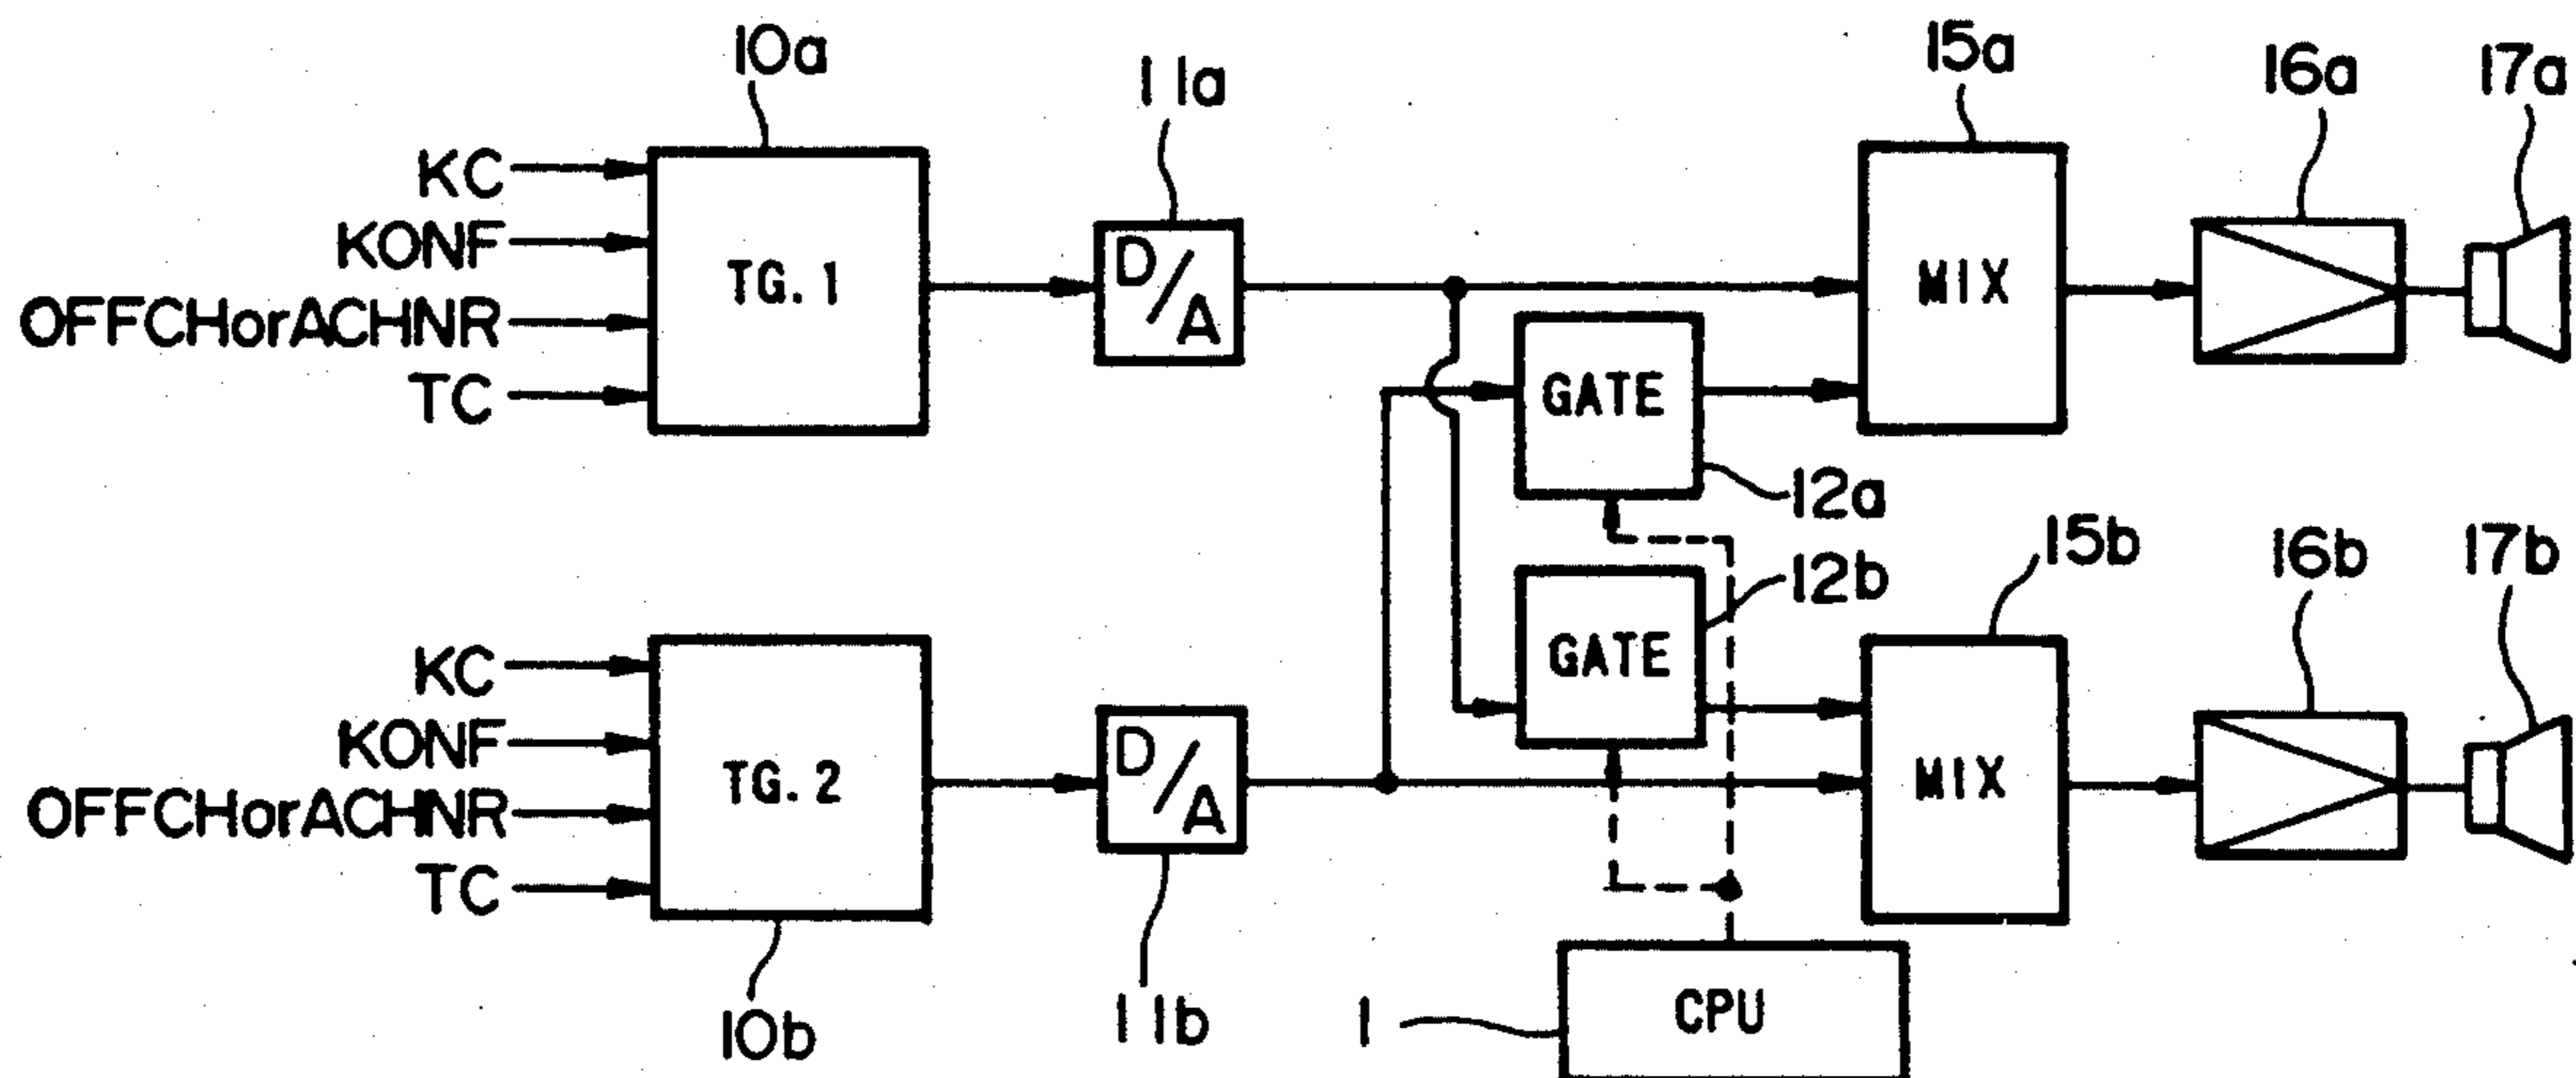 10a
11a
15a
16a
17a
KC
KONF
OFFCHorACHNR
TC
TG.1
D/A
MIX
GATE
12a
12b
GATE
15b
16b
17b
KC
KONF
OFFCHorACHNR
TC
TG.2
D/A
MIX
10b
11b
1
CPU